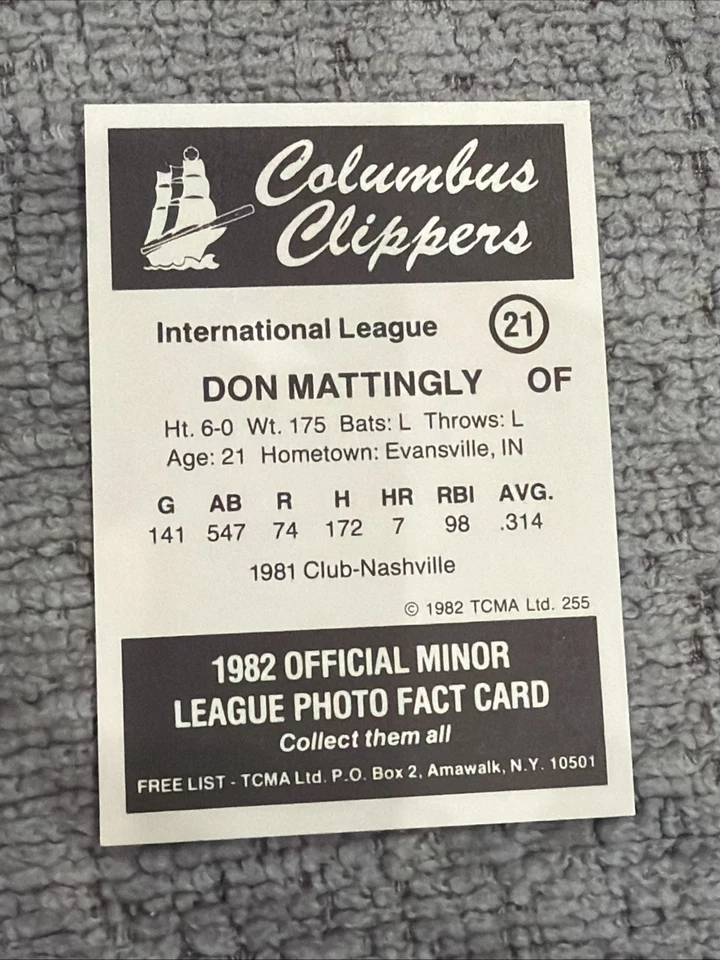 Columbus
Clippers
International League 21
DON MATTINGLY OF
Ht. 6-0 Wt. 175 Bats: L Throws: L
Age: 21 Hometown: Evansville, IN
G AB R H HR RBI AVG.
141 547 74 172 7 98 .314
1981 Club-Nashville
© 1982 TCMA Ltd. 255
1982 OFFICIAL MINOR
LEAGUE PHOTO FACT CARD
Collect them all
FREE LIST - TCMA Ltd. P.O. Box 2, Amawalk, N.Y. 10501